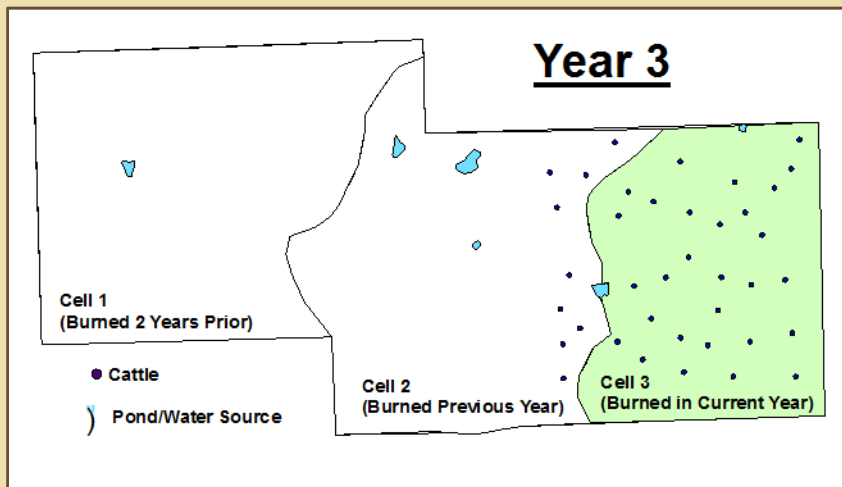 Year 3
Cell 1
(Burned 2 Years Prior)
Cell 2
(Burned Previous Year)
Cell 3
(Burned in Current Year)
Cattle
Pond/Water Source